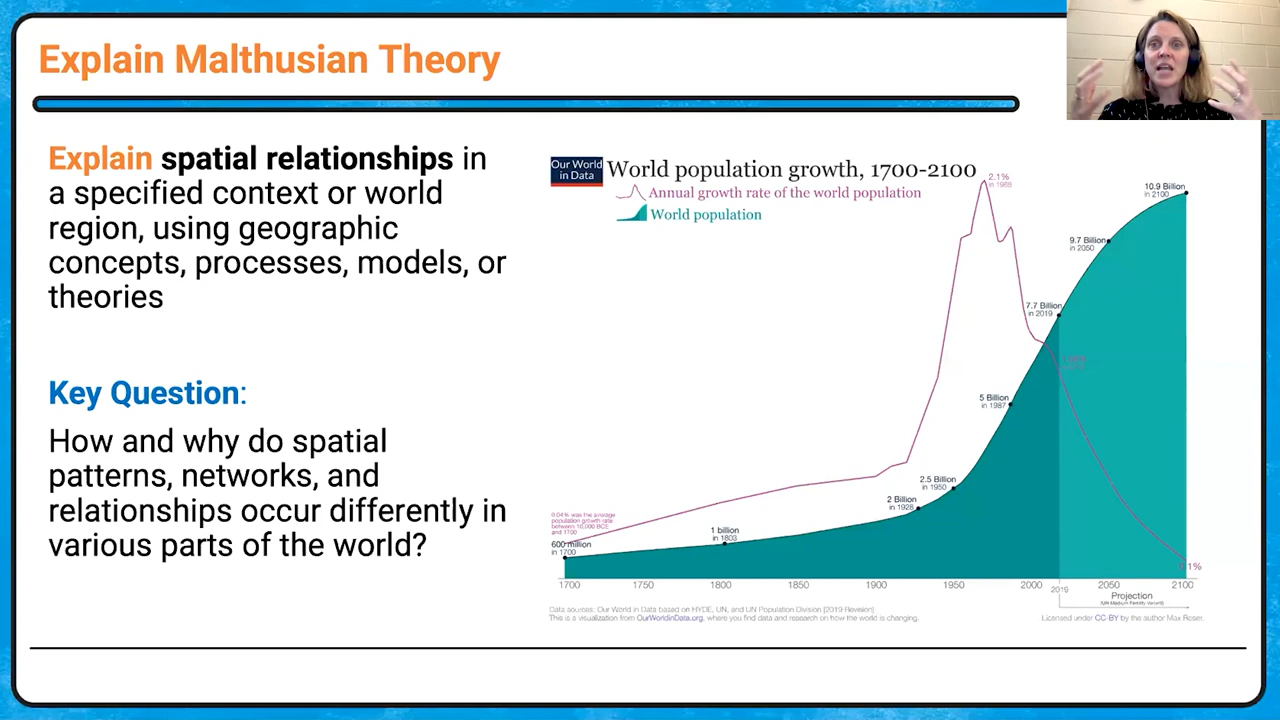 Explain Malthusian Theory
Explain spatial relationships in
a specified context or world
region, using geographic
concepts, processes, models, or
theories
Key Question:
How and why do spatial
patterns, networks, and
relationships occur differently in
various parts of the world?
Our World
in Data
World population growth, 1700-2100
Annual growth rate of the world population
World population
2.1%
in 1968
10.9 Billion
in 2100
9.7 Billion
in 2050
7.7 Billion
in 2019
5 Billion
in 1987
2.5 Billion
in 1950
2 Billion
in 1928
1 billion
in 1803
0.04% was the average
population growth rate
between 10,000 BCE
and 1700
600 million
in 1700
0.1%
1700 1750 1800 1850 1900 1950 2000 2019 2050 2100
Projection
(UN Medium Fertility Variant)
Data sources: Our World in Data based on HYDE, UN, and UN Population Division [2019 Revision]
This is a visualization from OurWorldinData.org, where you find data and research on how the world is changing.
Licensed under CC-BY by the author Max Roser.